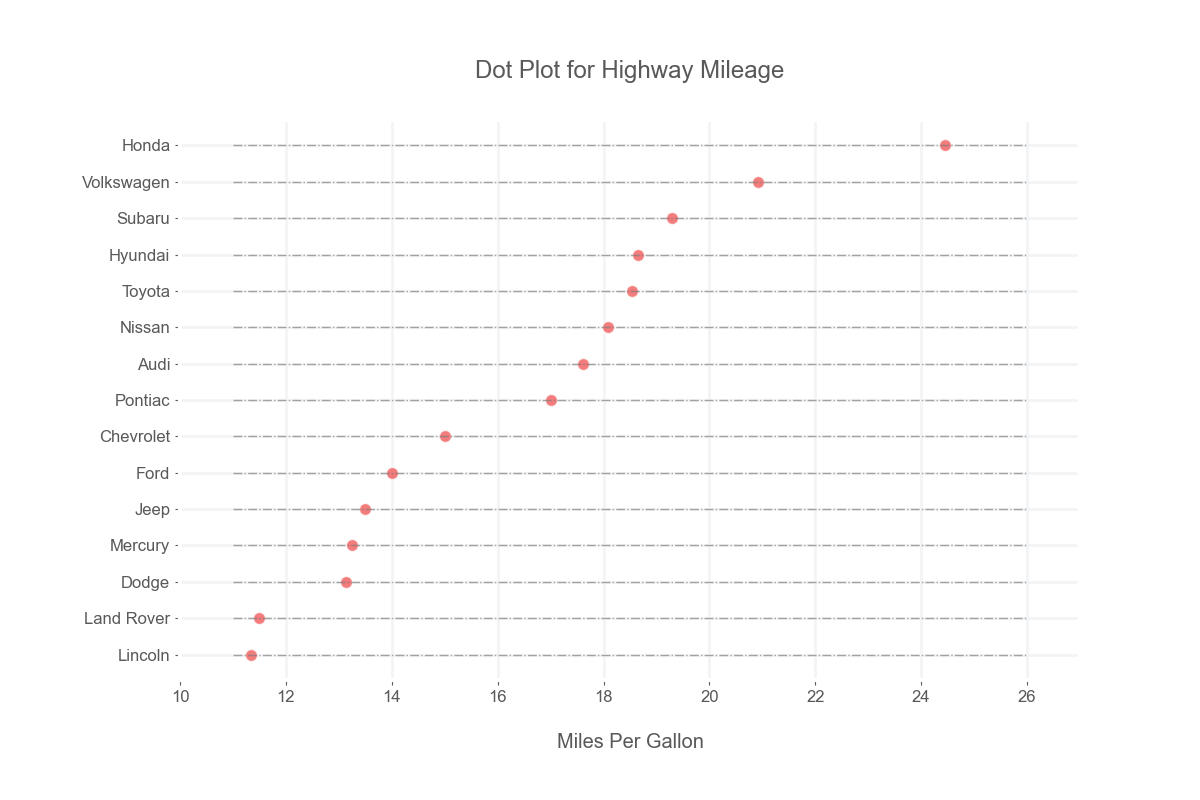 Dot Plot for Highway Mileage
Honda
Volkswagen
Subaru
Hyundai
Toyota
Nissan
Audi
Pontiac
Chevrolet
Ford
Jeep
Mercury
Dodge
Land Rover
Lincoln
10 12 14 16 18 20 22 24 26
Miles Per Gallon